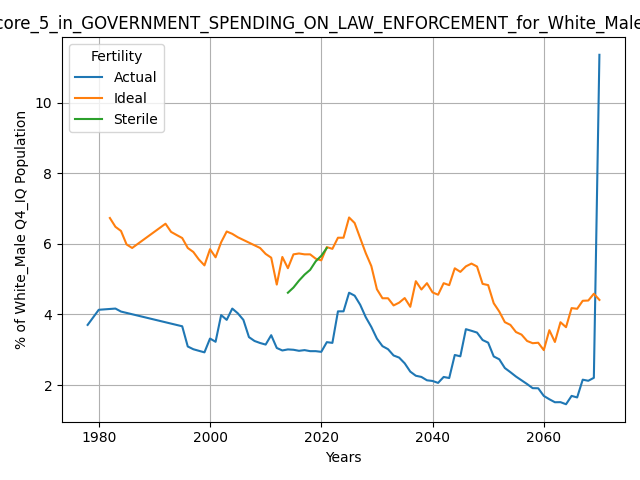 core_5_in_GOVERNMENT_SPENDING_ON_LAW_ENFORCEMENT_for_White_Male
Fertility
Actual
Ideal
Sterile
% of White_Male Q4_IQ Population
10
8
6
4
2
1980 2000 2020 2040 2060
Years